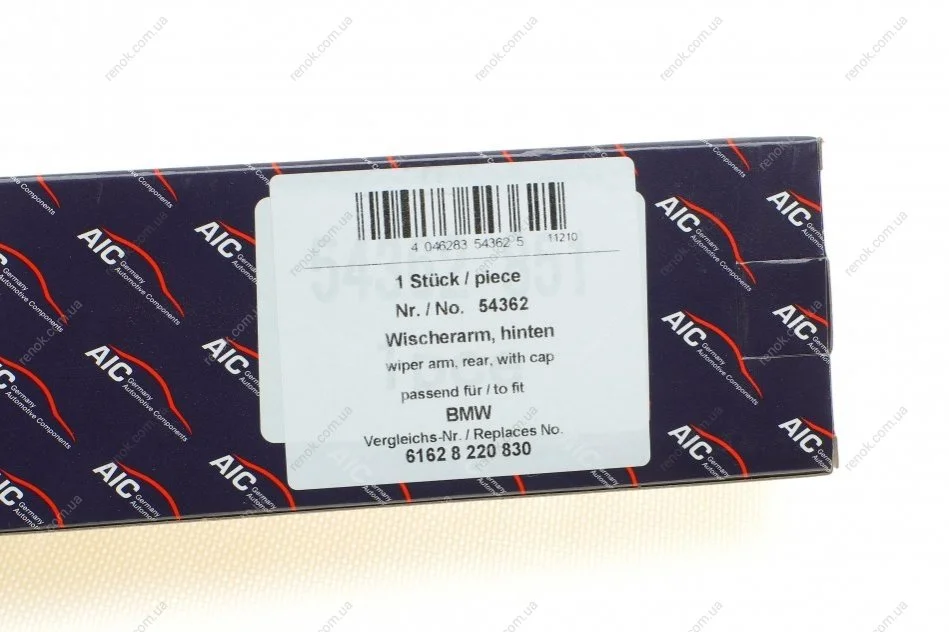 4 046283 54362 5 11210
1 Stück / piece
Nr. / No. 54362
Wischerarm, hinten
wiper arm, rear, with cap
passend für / to fit
BMW
Vergleichs-Nr. / Replaces No.
6162 8 220 830
AIC
Germany
Automotive Components
renok.com.ua